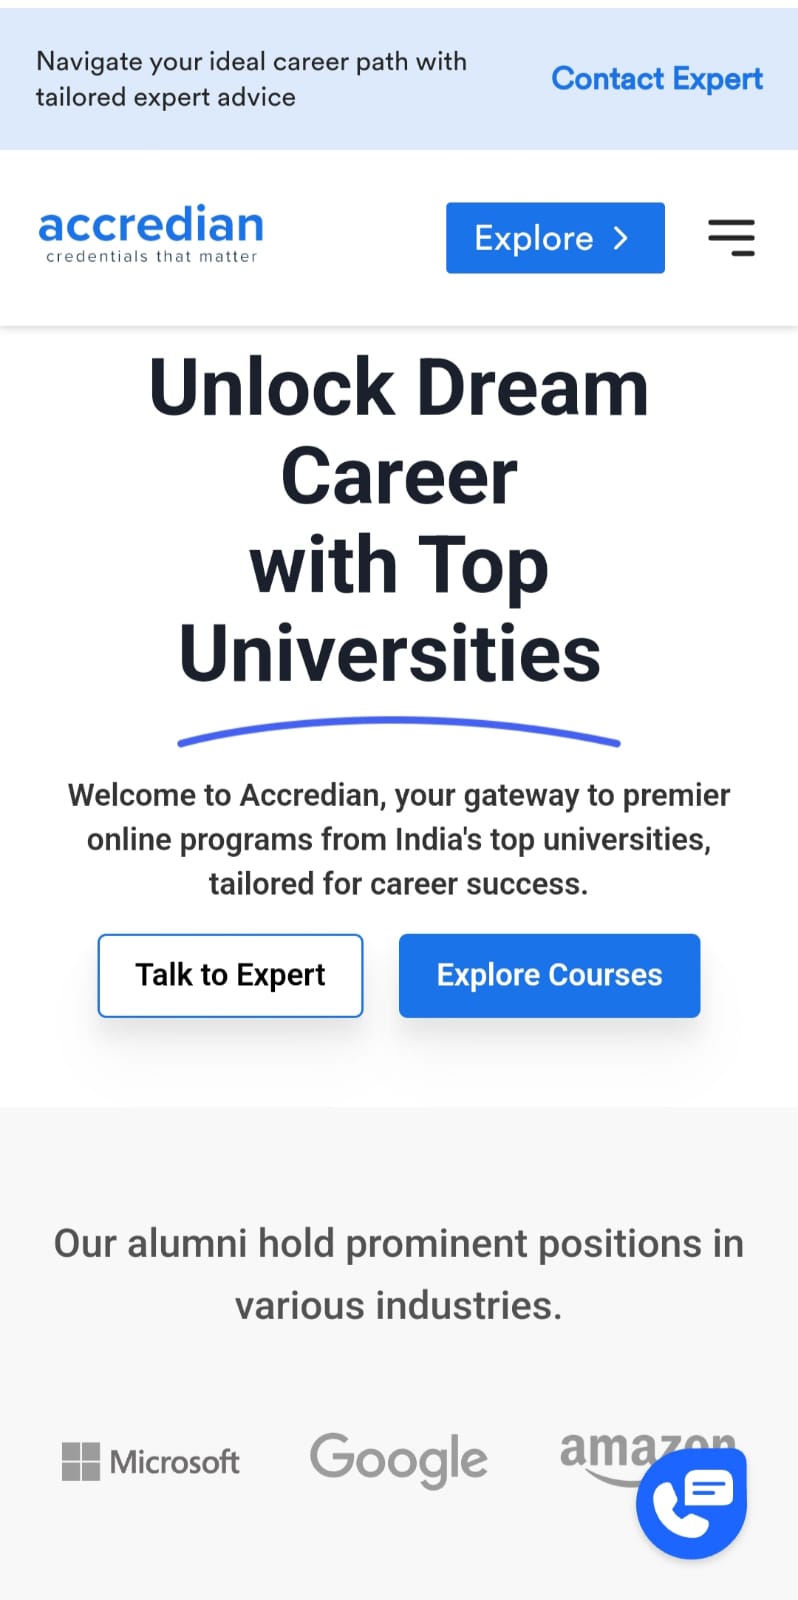 Navigate your ideal career path with
tailored expert advice
Contact Expert
accredian
credentials that matter
Explore
Unlock Dream
Career
with Top
Universities
Welcome to Accredian, your gateway to premier
online programs from India's top universities,
tailored for career success.
Talk to Expert
Explore Courses
Our alumni hold prominent positions in
various industries.
Microsoft
Google
amazon